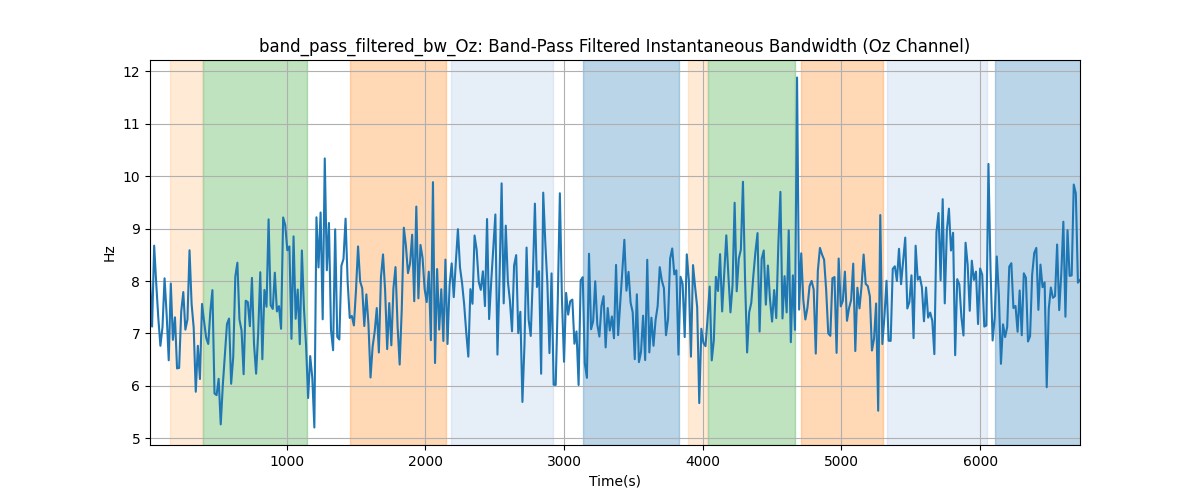 band_pass_filtered_bw_Oz: Band-Pass Filtered Instantaneous Bandwidth (Oz Channel)
12
11
10
9
8
7
6
5
Hz
1000 2000 3000 4000 5000 6000
Time(s)